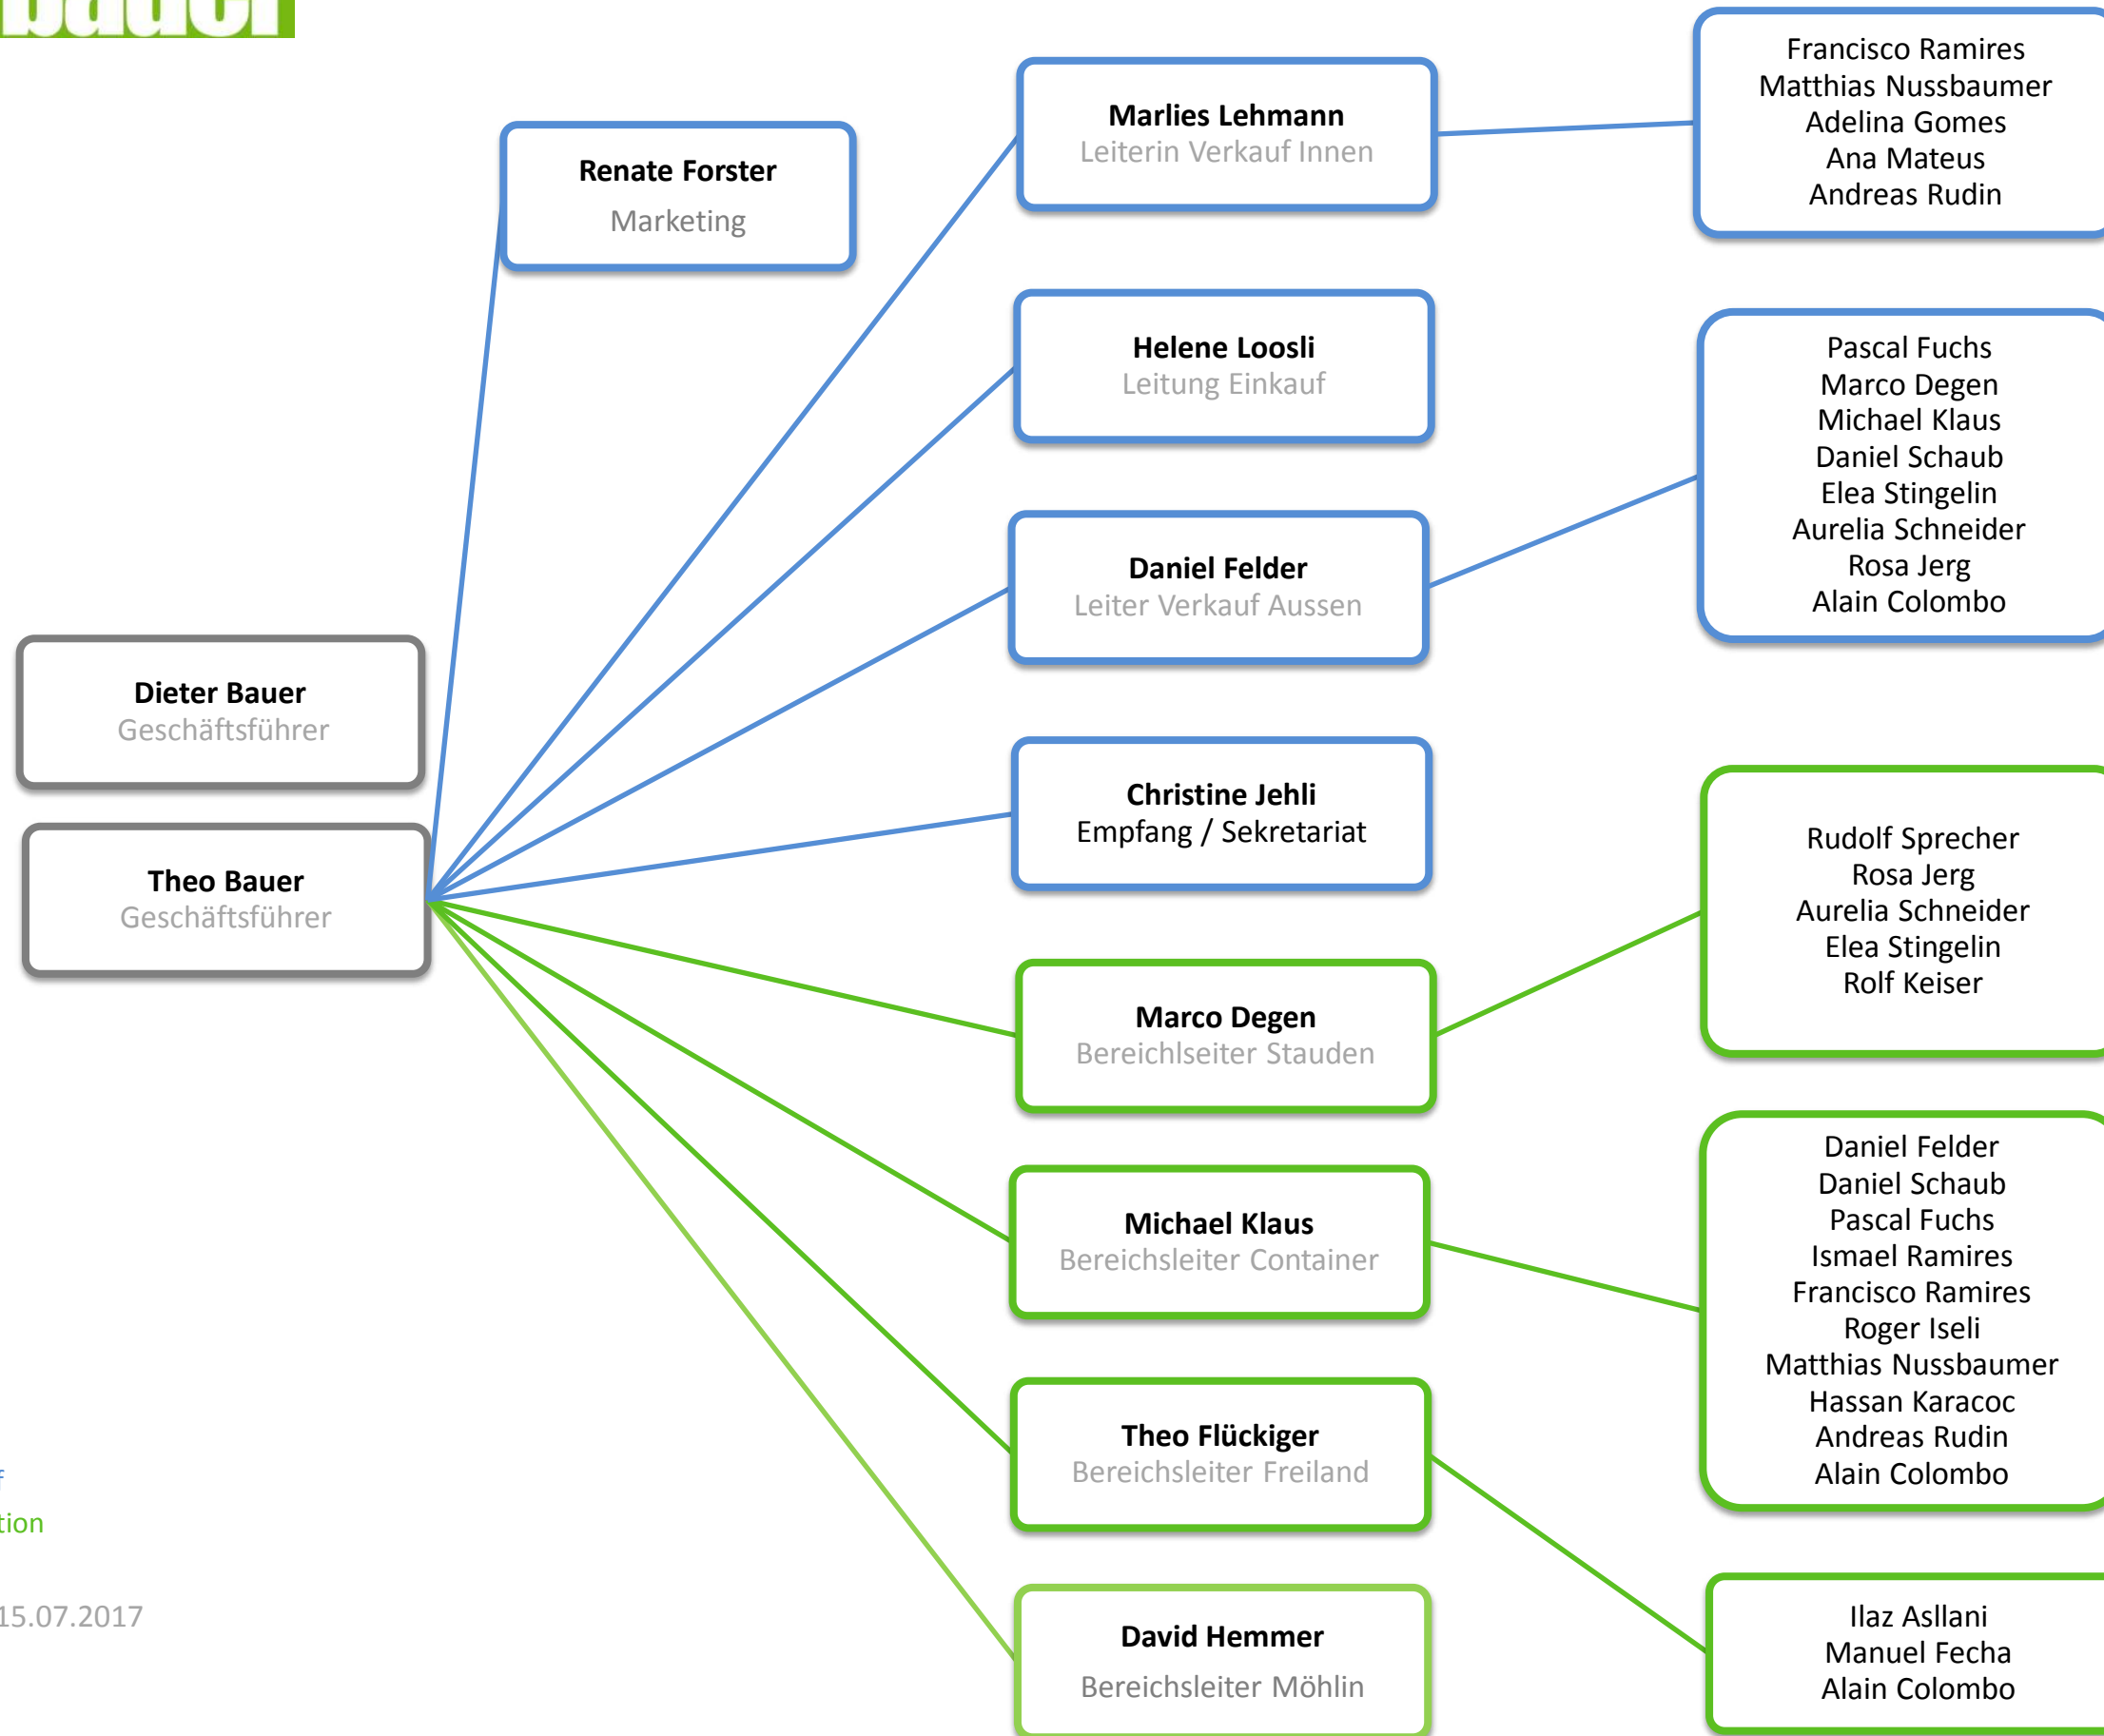 bauer
Renate Forster
Marketing
Dieter Bauer
Geschäftsführer
Theo Bauer
Geschäftsführer
Marlies Lehmann
Leiterin Verkauf Innen
Helene Loosli
Leitung Einkauf
Daniel Felder
Leiter Verkauf Aussen
Christine Jehli
Empfang / Sekretariat
Marco Degen
Bereichlseiter Stauden
Michael Klaus
Bereichsleiter Container
Theo Flückiger
Bereichsleiter Freiland
David Hemmer
Bereichsleiter Möhlin
Francisco Ramires
Matthias Nussbaumer
Adelina Gomes
Ana Mateus
Andreas Rudin
Pascal Fuchs
Marco Degen
Michael Klaus
Daniel Schaub
Elea Stingelin
Aurelia Schneider
Rosa Jerg
Alain Colombo
Rudolf Sprecher
Rosa Jerg
Aurelia Schneider
Elea Stingelin
Rolf Keiser
Daniel Felder
Daniel Schaub
Pascal Fuchs
Ismael Ramires
Francisco Ramires
Roger Iseli
Matthias Nussbaumer
Hassan Karacoc
Andreas Rudin
Alain Colombo
Ilaz Asllani
Manuel Fecha
Alain Colombo
f
tion
15.07.2017